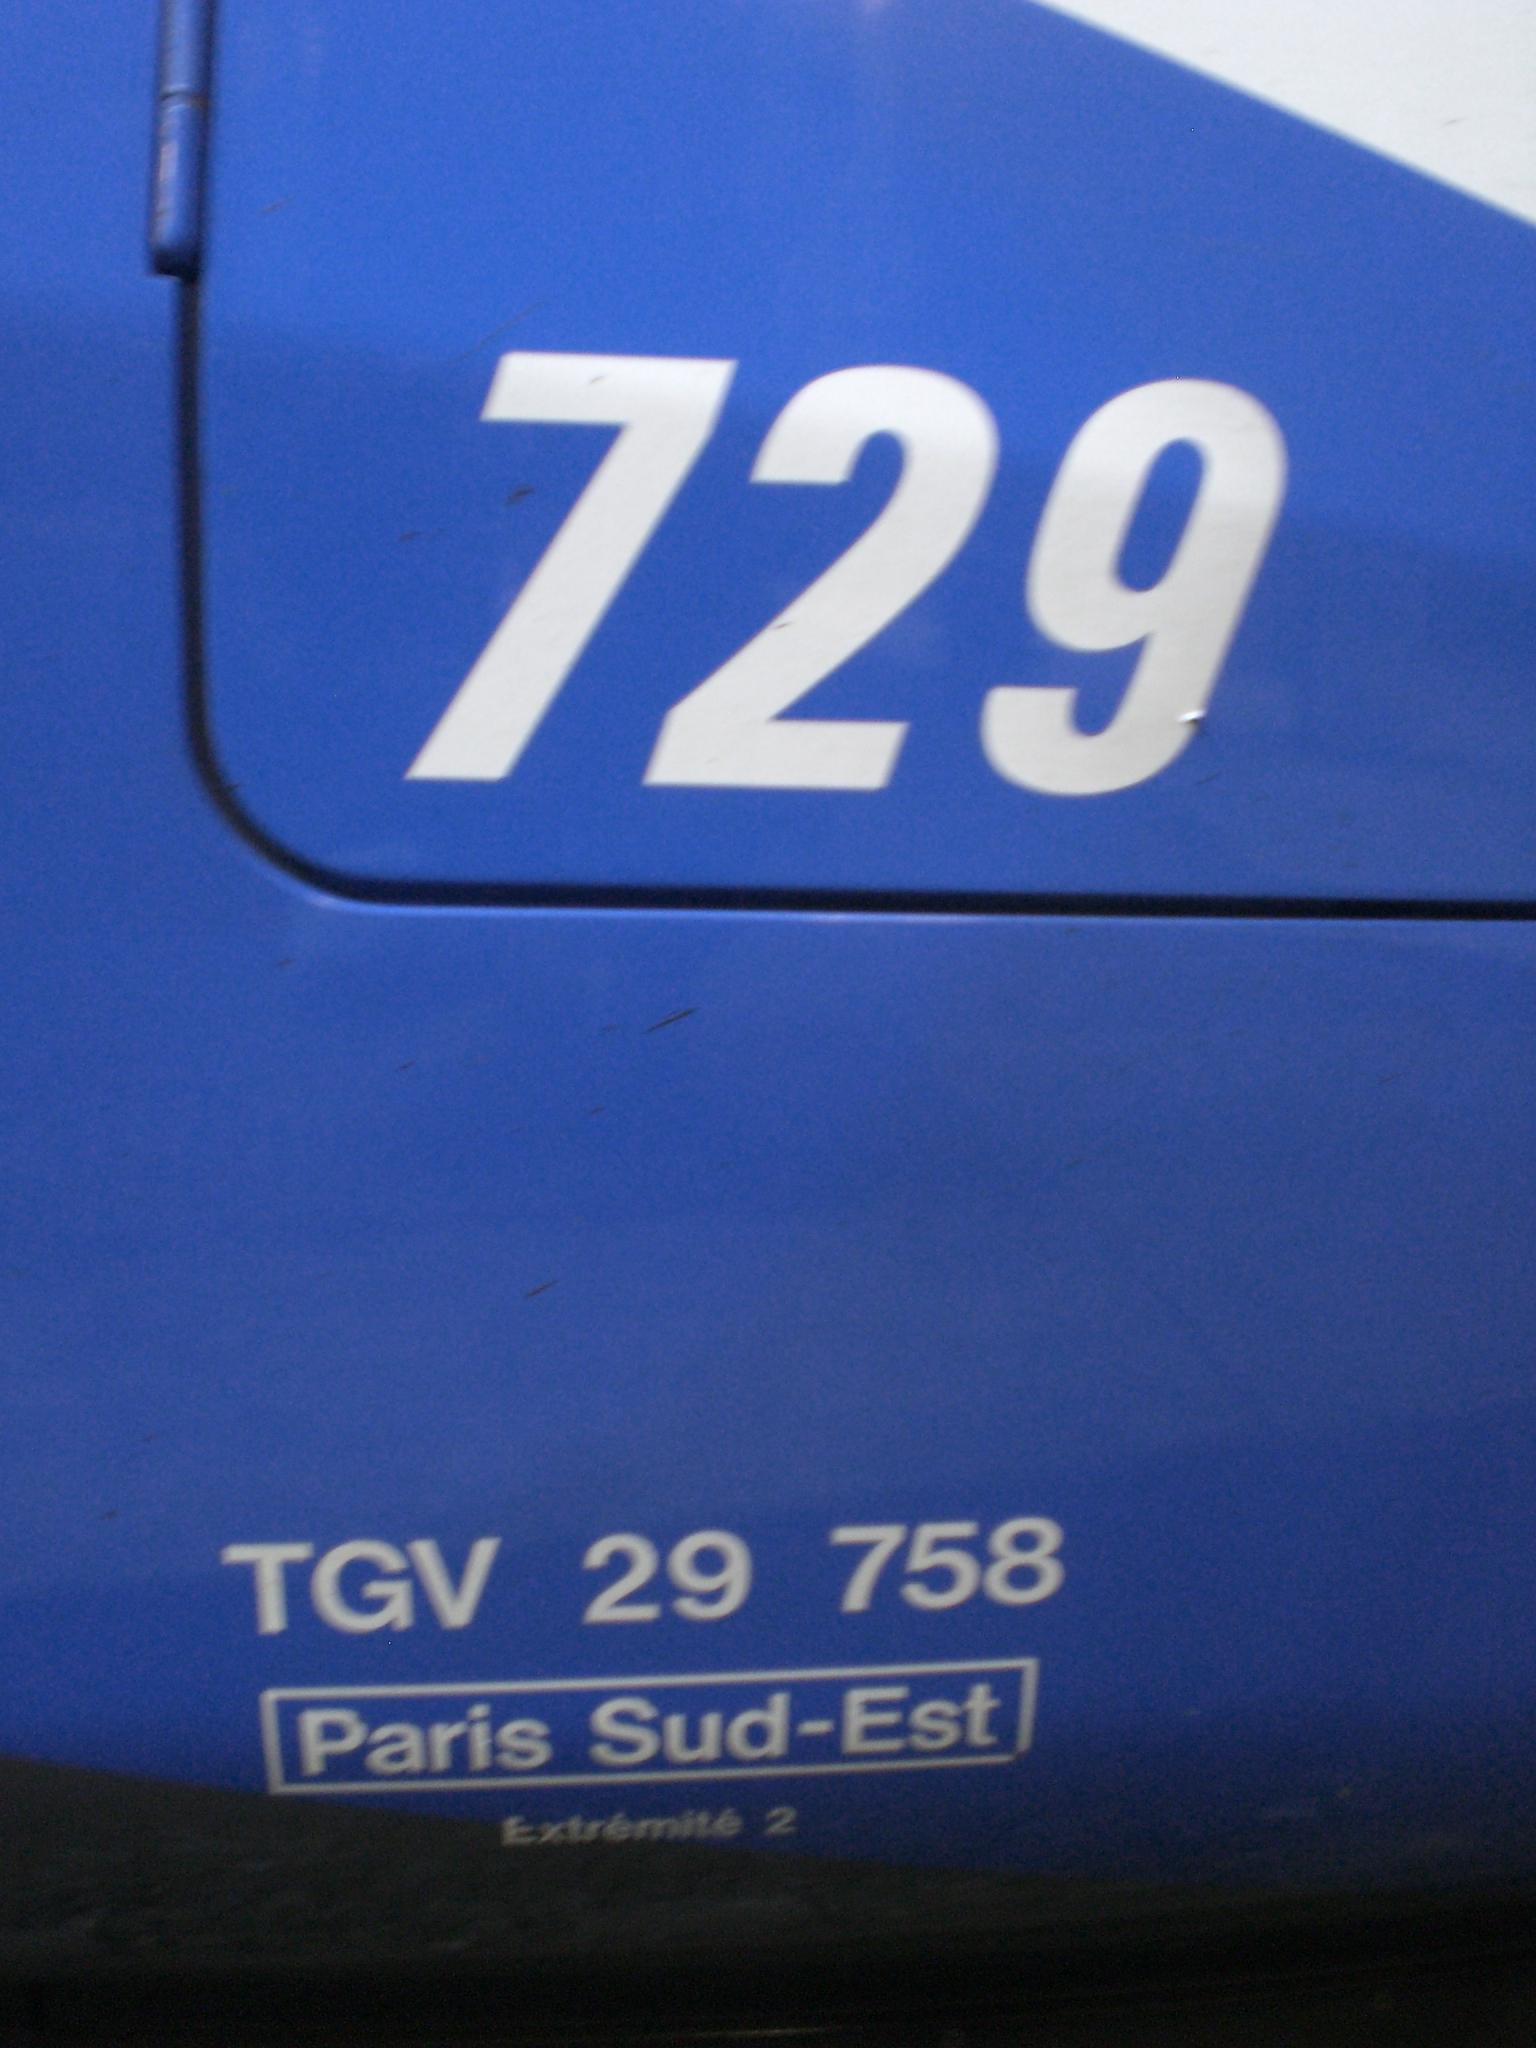 729
TGV 29 758
Paris Sud-Est
Extrémité 2